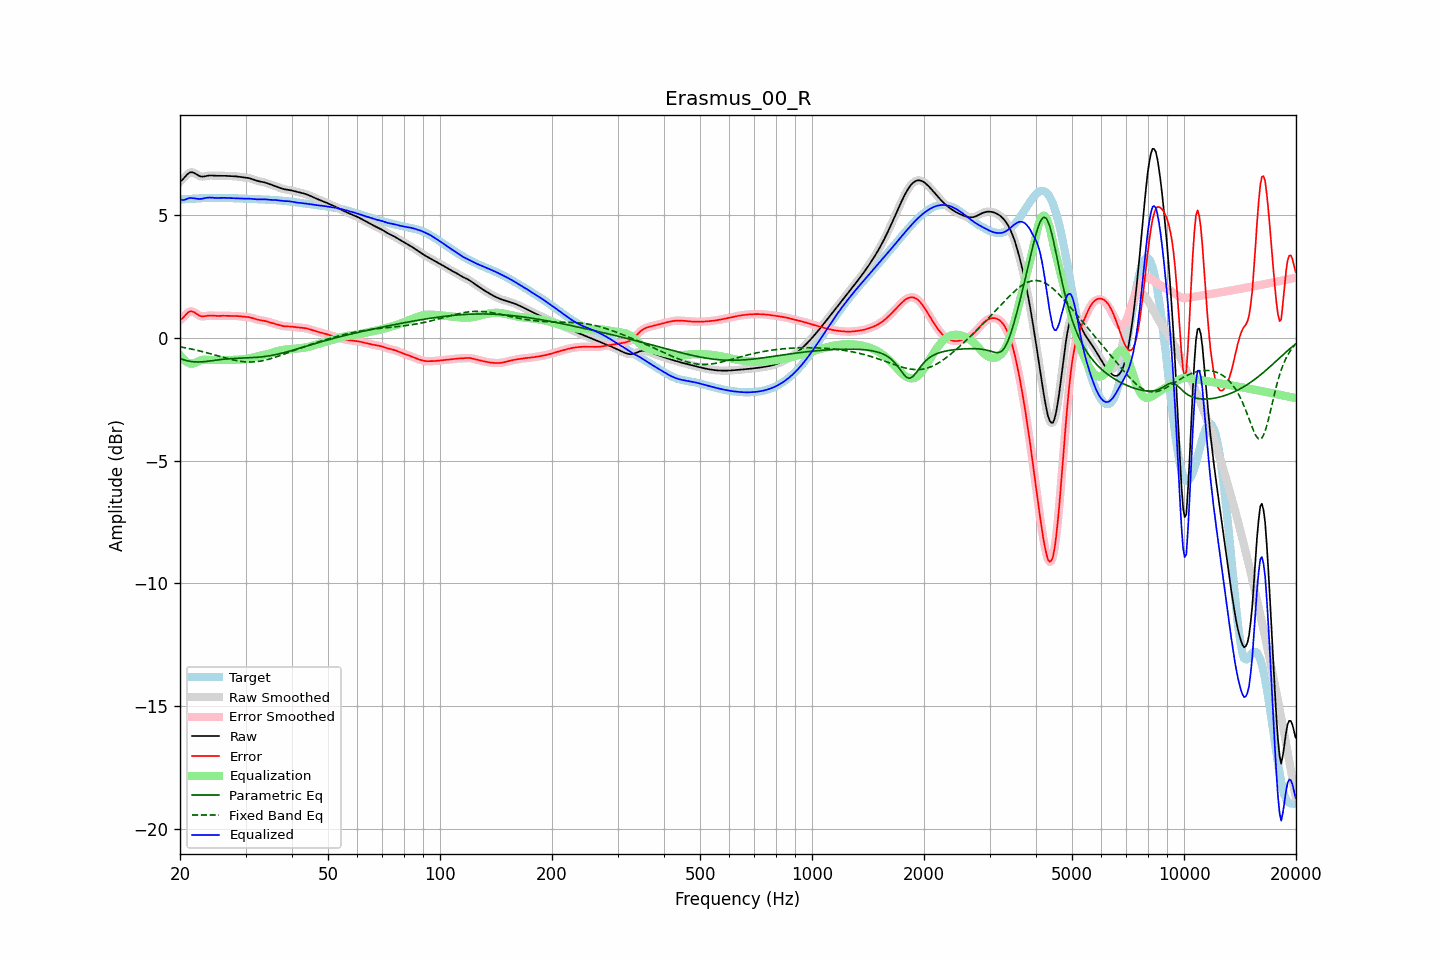 Erasmus_00_R
Amplitude (dBr)
5
0
−5
−10
−15
−20
Target
Raw Smoothed
Error Smoothed
Raw
Error
Equalization
Parametric Eq
Fixed Band Eq
Equalized
20 50 100 200 500 1000 2000 5000 10000 20000
Frequency (Hz)